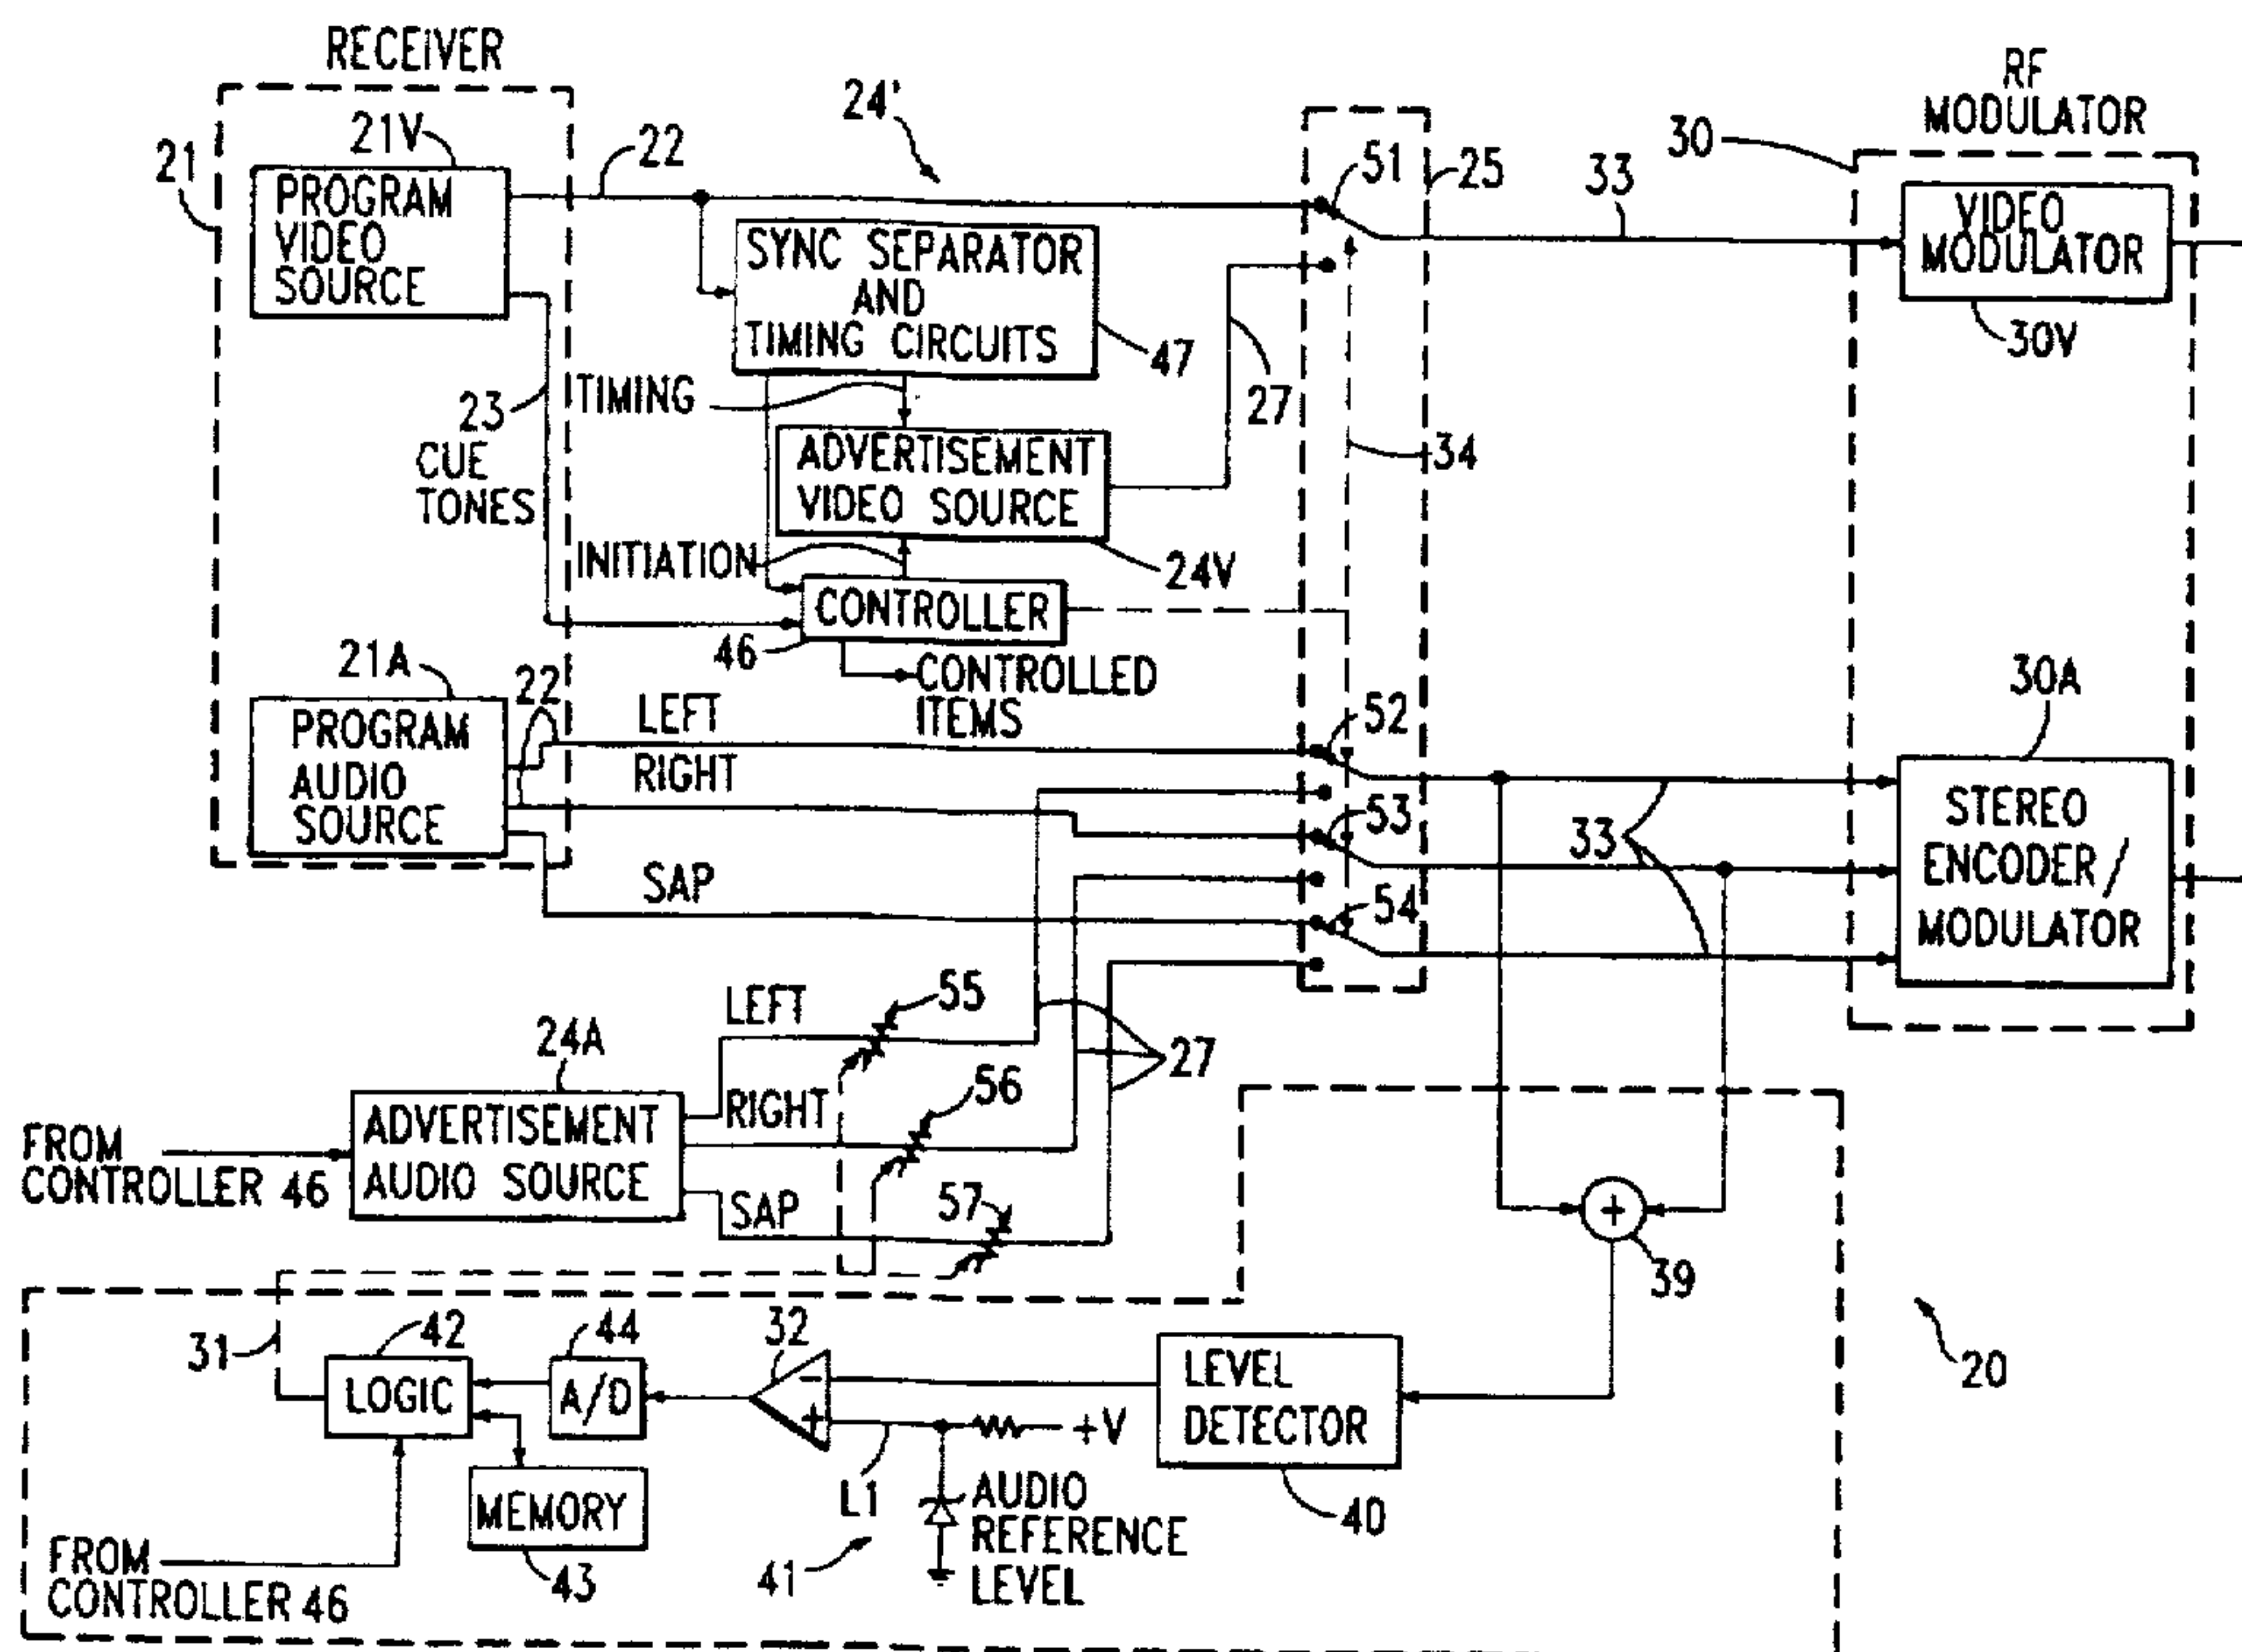 RECEIVER
RF
MODULATOR
24'
21V
21
PROGRAM
VIDEO
SOURCE
22
51
25
33
30
VIDEO
MODULATOR
30V
SYNC SEPARATOR
AND
TIMING CIRCUITS
47
23
CUE
TONES
TIMING
27
34
ADVERTISEMENT
VIDEO SOURCE
INITIATION
24V
CONTROLLER
46
CONTROLLED
ITEMS
21A
22
PROGRAM
AUDIO
SOURCE
LEFT
RIGHT
SAP
52
53
54
33
30A
STEREO
ENCODER/
MODULATOR
24A
LEFT
55
RIGHT
56
27
FROM
CONTROLLER 46
ADVERTISEMENT
AUDIO SOURCE
SAP
57
+
39
20
31
42
44
32
LOGIC
A/D
-
+
+V
LEVEL
DETECTOR
L1
AUDIO
REFERENCE
LEVEL
40
41
MEMORY
43
FROM
CONTROLLER 46